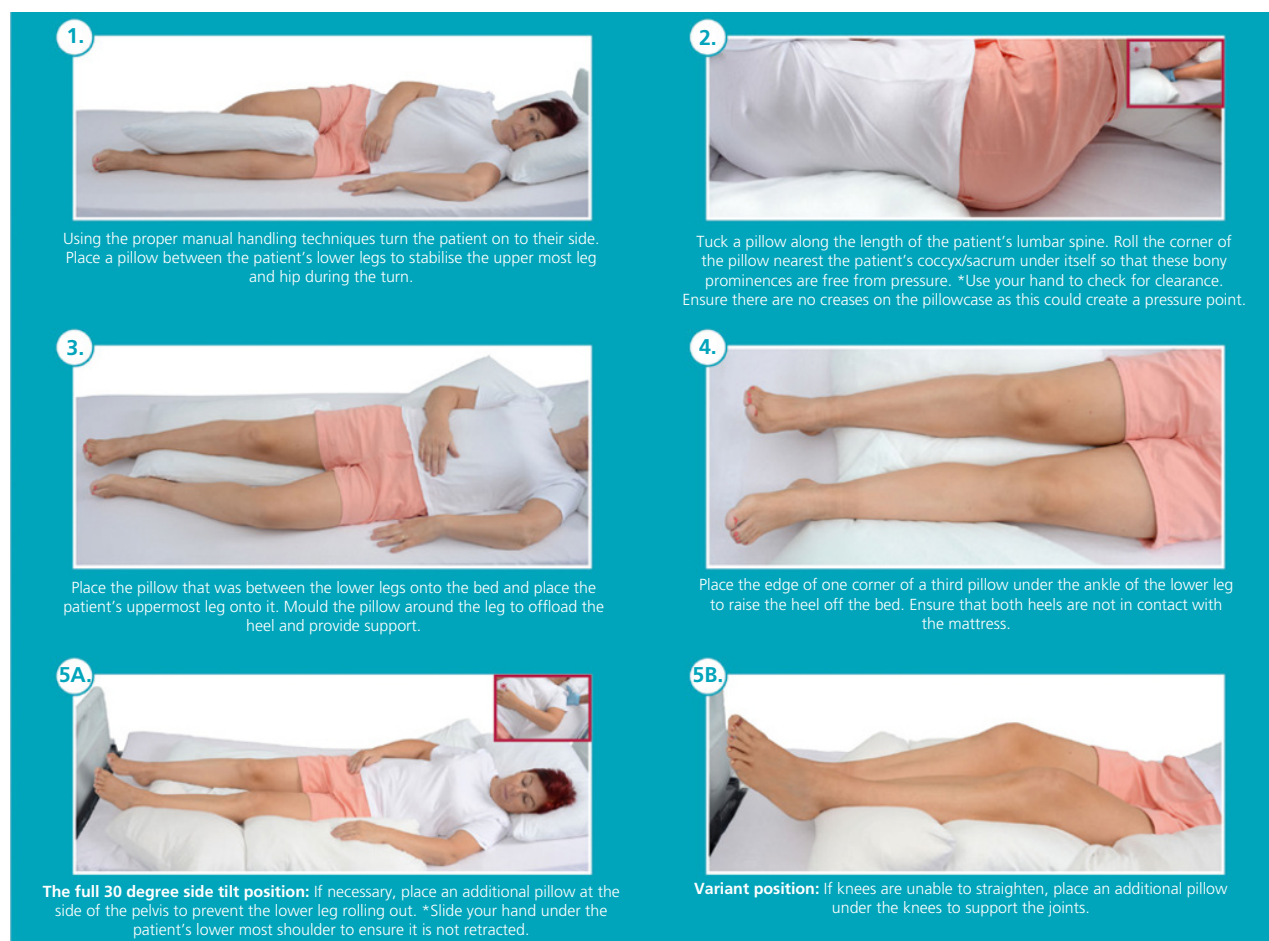 1.
Using the proper manual handling techniques turn the patient on to their side.
Place a pillow between the patient's lower legs to stabilise the upper most leg
and hip during the turn.
2.
Tuck a pillow along the length of the patient's lumbar spine. Roll the corner of
the pillow nearest the patient's coccyx/sacrum under itself so that these bony
prominences are free from pressure. *Use your hand to check for clearance.
Ensure there are no creases on the pillowcase as this could create a pressure point.
3.
Place the pillow that was between the lower legs onto the bed and place the
patient's uppermost leg onto it. Mould the pillow around the leg to offload the
heel and provide support.
4.
Place the edge of one corner of a third pillow under the ankle of the lower leg
to raise the heel off the bed. Ensure that both heels are not in contact with
the mattress.
5A.
The full 30 degree side tilt position: If necessary, place an additional pillow at the
side of the pelvis to prevent the lower leg rolling out. *Slide your hand under the
patient's lower most shoulder to ensure it is not retracted.
5B.
Variant position: If knees are unable to straighten, place an additional pillow
under the knees to support the joints.